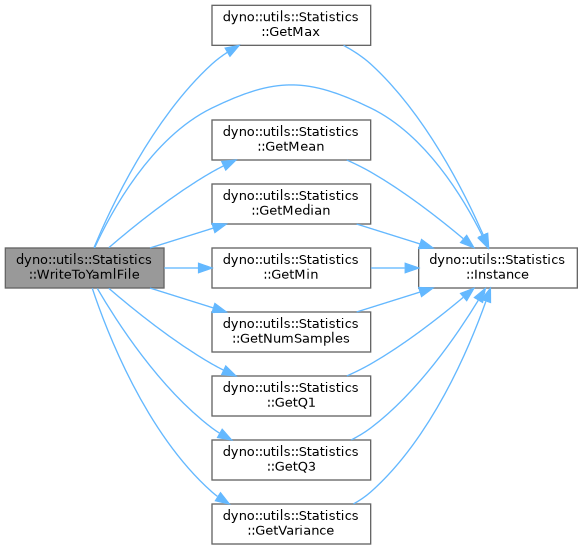 dyno::utils::Statistics
::GetMax
dyno::utils::Statistics
::GetMean
dyno::utils::Statistics
::GetMedian
dyno::utils::Statistics
::WriteToYamlFile
dyno::utils::Statistics
::GetMin
dyno::utils::Statistics
::Instance
dyno::utils::Statistics
::GetNumSamples
dyno::utils::Statistics
::GetQ1
dyno::utils::Statistics
::GetQ3
dyno::utils::Statistics
::GetVariance